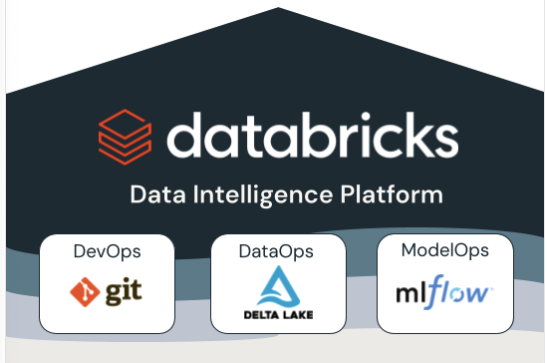 databricks
Data Intelligence Platform
DevOps
git
DataOps
DELTA LAKE
ModelOps
mlflow